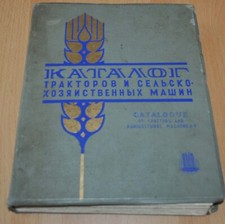 КАТАЛОГ
ТРАКТОРОВ И СЕЛЬСКО-
ХОЗЯЙСТВЕННЫХ МАШИН
CATALOGUE
OF TRACTORS AND
AGRICULTURAL MACHINERY